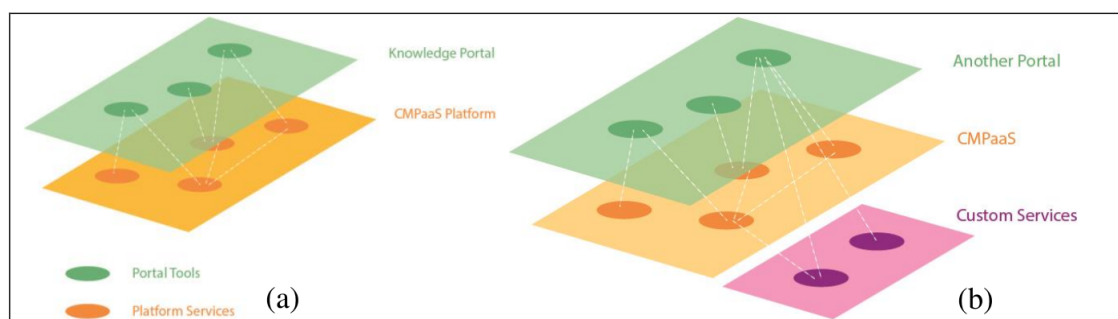 Knowledge Portal
CMPaaS Platform
Portal Tools
Platform Services
(a)
Another Portal
CMPaaS
Custom Services
(b)